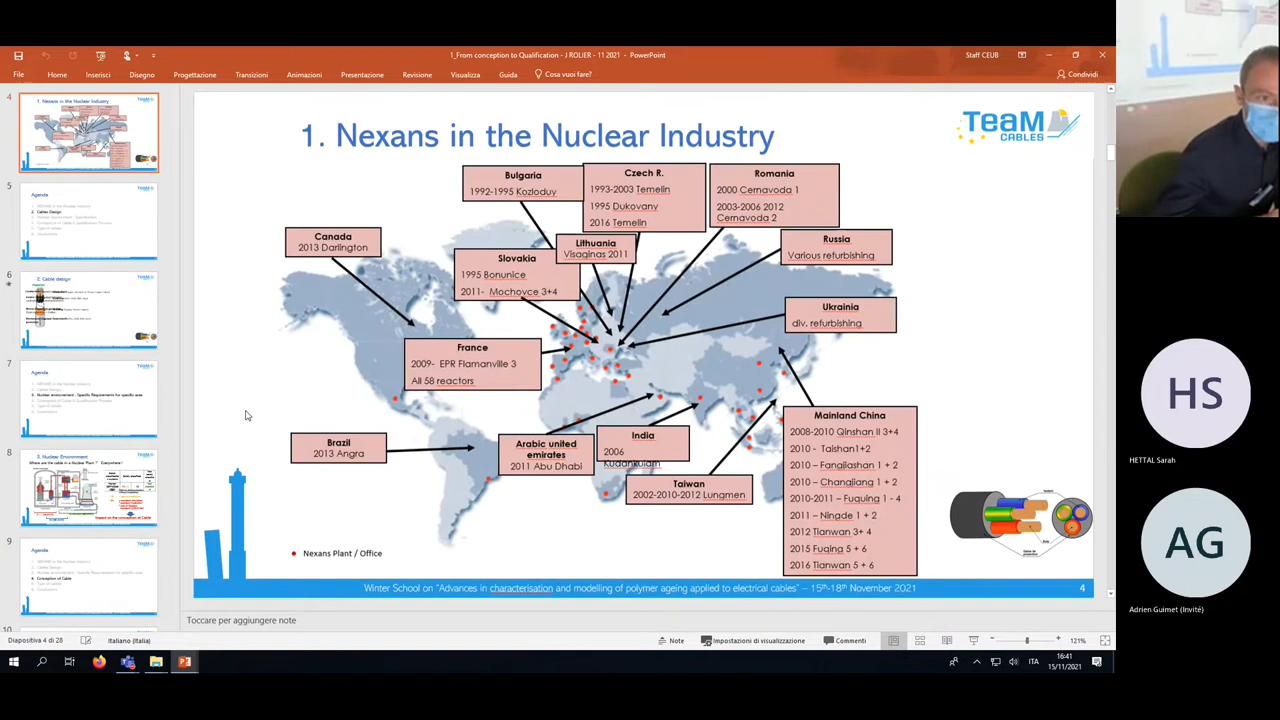 1_From conception to Qualification - J ROLIER - 11 2021 - PowerPoint
Staff CEUB
File Home Inserisci Disegno Progettazione Transizioni Animazioni Presentazione Revisione Visualizza Guida Cosa vuoi fare? Condividi
4
5
6
7
8
9
10
1. Nexans in the Nuclear Industry
TeaM
CABLES
Bulgaria
1992-1995 Kozloduy
Czech R.
1993-2003 Temelin
1995 Dukovany
2016 Temelin
Romania
2000 Cernavoda 1
2003-2006 2012
Cernavoda 2
Canada
2013 Darlington
Lithuania
Visaginas 2011
Russia
Various refurbishing
Slovakia
1995 Bonunice
2011- Mochovce 3+4
Ukrainia
div. refurbishing
France
2009- EPR Flamanville 3
All 58 reactors
Brazil
2013 Angra
Arabic united
emirates
2011 Abu Dhabi
India
2006
Kudankulam
Taiwan
2002-2010-2012 Lungmen
Mainland China
2008-2010 Qinshan II 3+4
2010 - Taishan1+2
2010 – Fangjiashan 1 + 2
2010 – Changjiang 1 + 2
2010-2011 – Fuquing 1 - 4
2011 – Ningde 1 + 2
2012 Tianwan 3+ 4
2015 Fuqing 5 + 6
2016 Tianwan 5 + 6
Nexans Plant / Office
Winter School on "Advances in characterisation and modelling of polymer ageing applied to electrical cables" – 15th-18th November 2021
4
Toccare per aggiungere note
Diapositiva 4 di 28 Italiano (Italia) Note Impostazioni di visualizzazione Commenti 121%
ITA
16:41
15/11/2021
HS
HETTAL Sarah
AG
Adrien Guimet (Invité)